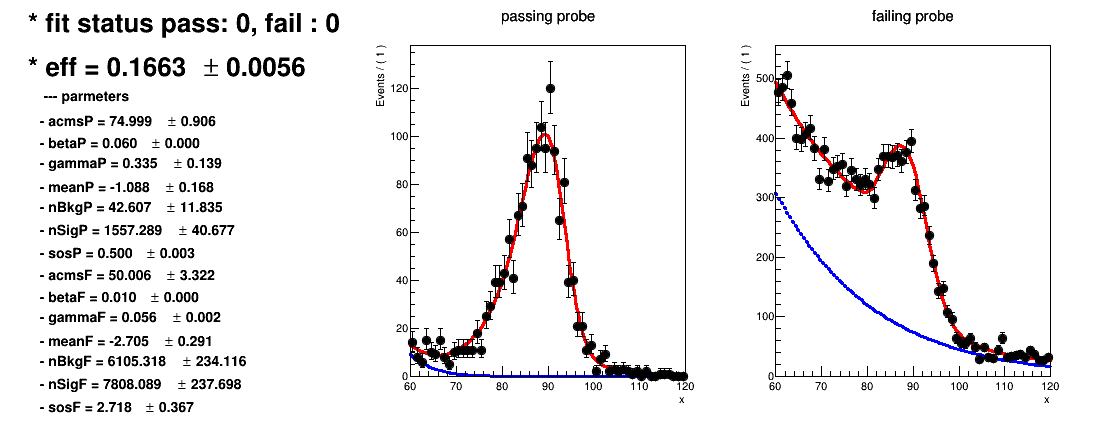 * fit status pass: 0, fail : 0
* eff = 0.1663 ± 0.0056
--- parmeters
- acmsP = 74.999 ± 0.906
- betaP = 0.060 ± 0.000
- gammaP = 0.335 ± 0.139
- meanP = -1.088 ± 0.168
- nBkgP = 42.607 ± 11.835
- nSigP = 1557.289 ± 40.677
- sosP = 0.500 ± 0.003
- acmsF = 50.006 ± 3.322
- betaF = 0.010 ± 0.000
- gammaF = 0.056 ± 0.002
- meanF = -2.705 ± 0.291
- nBkgF = 6105.318 ± 234.116
- nSigF = 7808.089 ± 237.698
- sosF = 2.718 ± 0.367
passing probe
Events / ( 1 )
120
100
80
60
40
20
0
60 70 80 90 100 110 120
x
failing probe
Events / ( 1 )
500
400
300
200
100
0
60 70 80 90 100 110 120
x